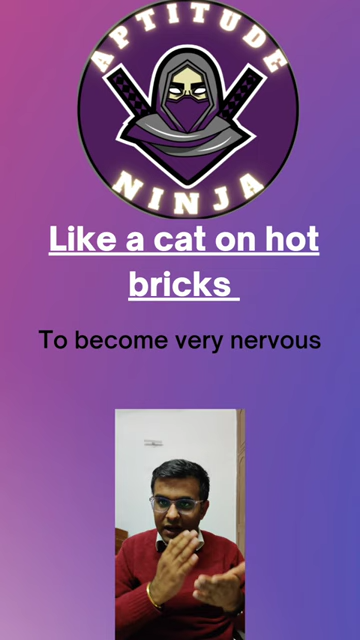 APTITUDE
NINJA
Like a cat on hot
bricks
To become very nervous